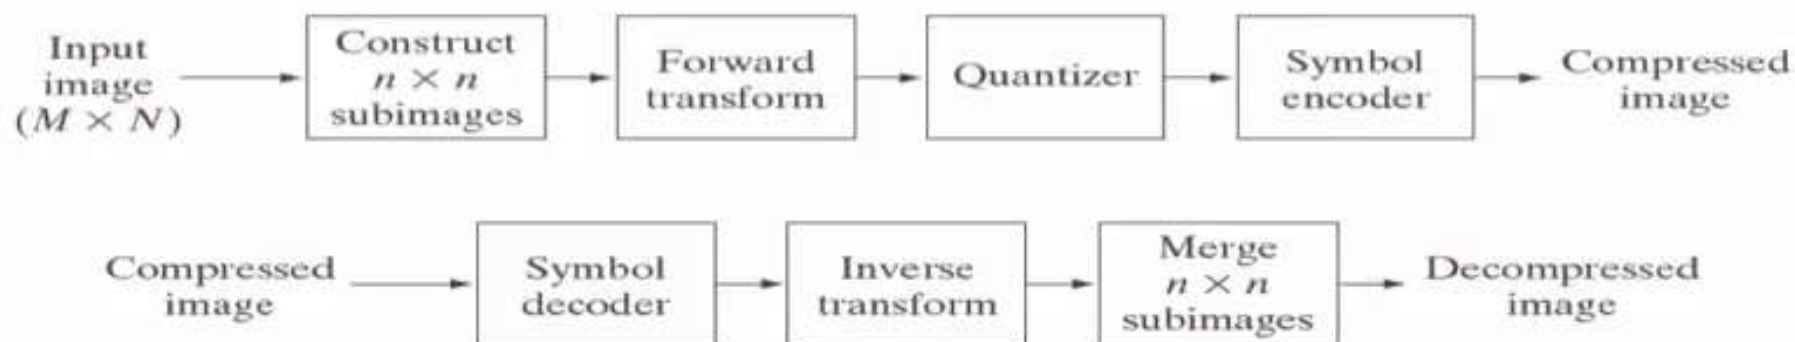 Input
image
(M × N)
Construct
n × n
subimages
Forward
transform
Quantizer
Symbol
encoder
Compressed
image
Compressed
image
Symbol
decoder
Inverse
transform
Merge
n × n
subimages
Decompressed
image